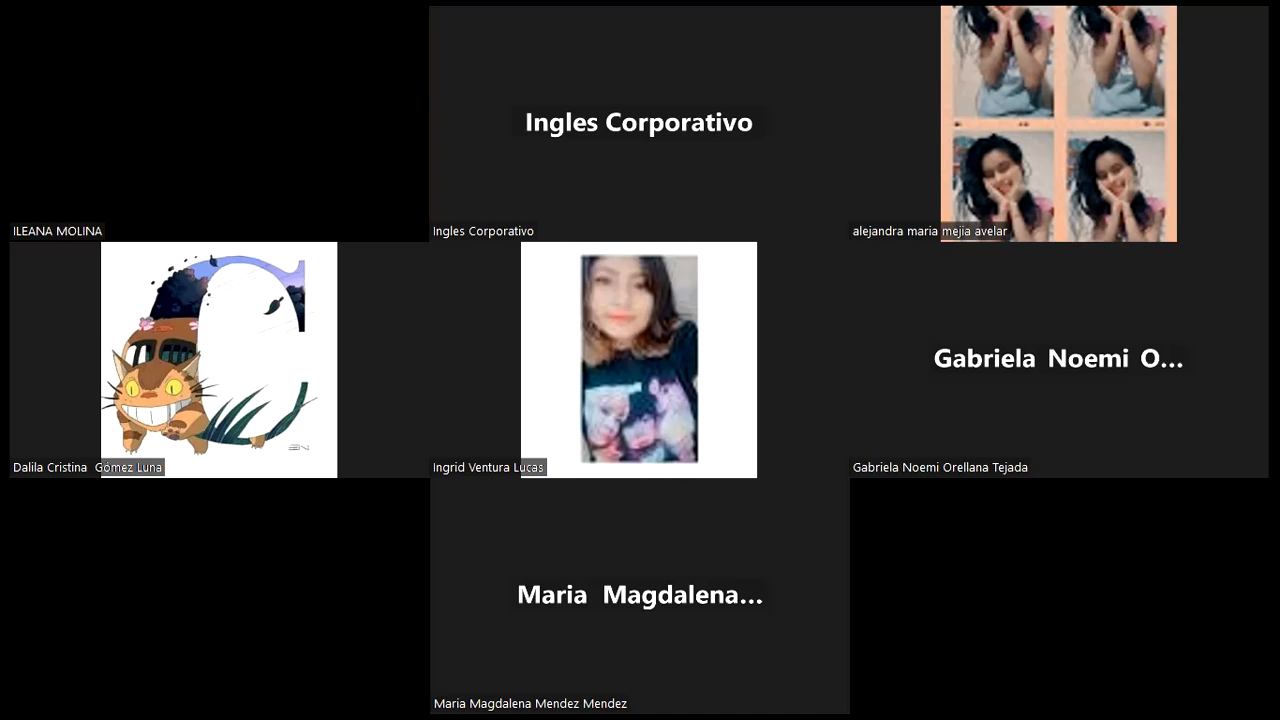 Ingles Corporativo
ILEANA MOLINA
Ingles Corporativo
alejandra maria mejia avelar
Gabriela Noemi O...
Dalila Cristina Gómez Luna
Ingrid Ventura Lucas
Gabriela Noemi Orellana Tejada
Maria Magdalena...
Maria Magdalena Mendez Mendez